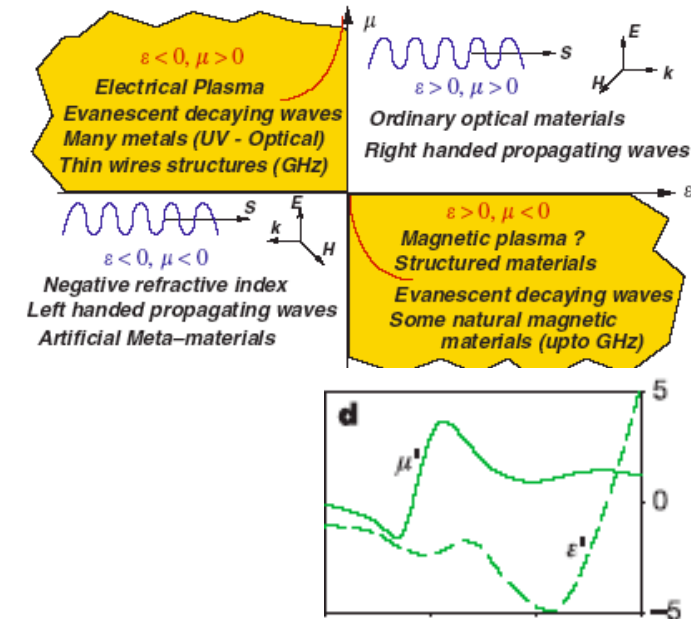 μ
ε < 0, μ > 0
Electrical Plasma
Evanescent decaying waves
Many metals (UV - Optical)
Thin wires structures (GHz)
S
E
H
k
ε > 0, μ > 0
Ordinary optical materials
Right handed propagating waves
ε
S
E
k
H
ε < 0, μ < 0
Negative refractive index
Left handed propagating waves
Artificial Meta–materials
ε > 0, μ < 0
Magnetic plasma ?
Structured materials
Evanescent decaying waves
Some natural magnetic
materials (upto GHz)
d
5
μ'
0
ε'
−5